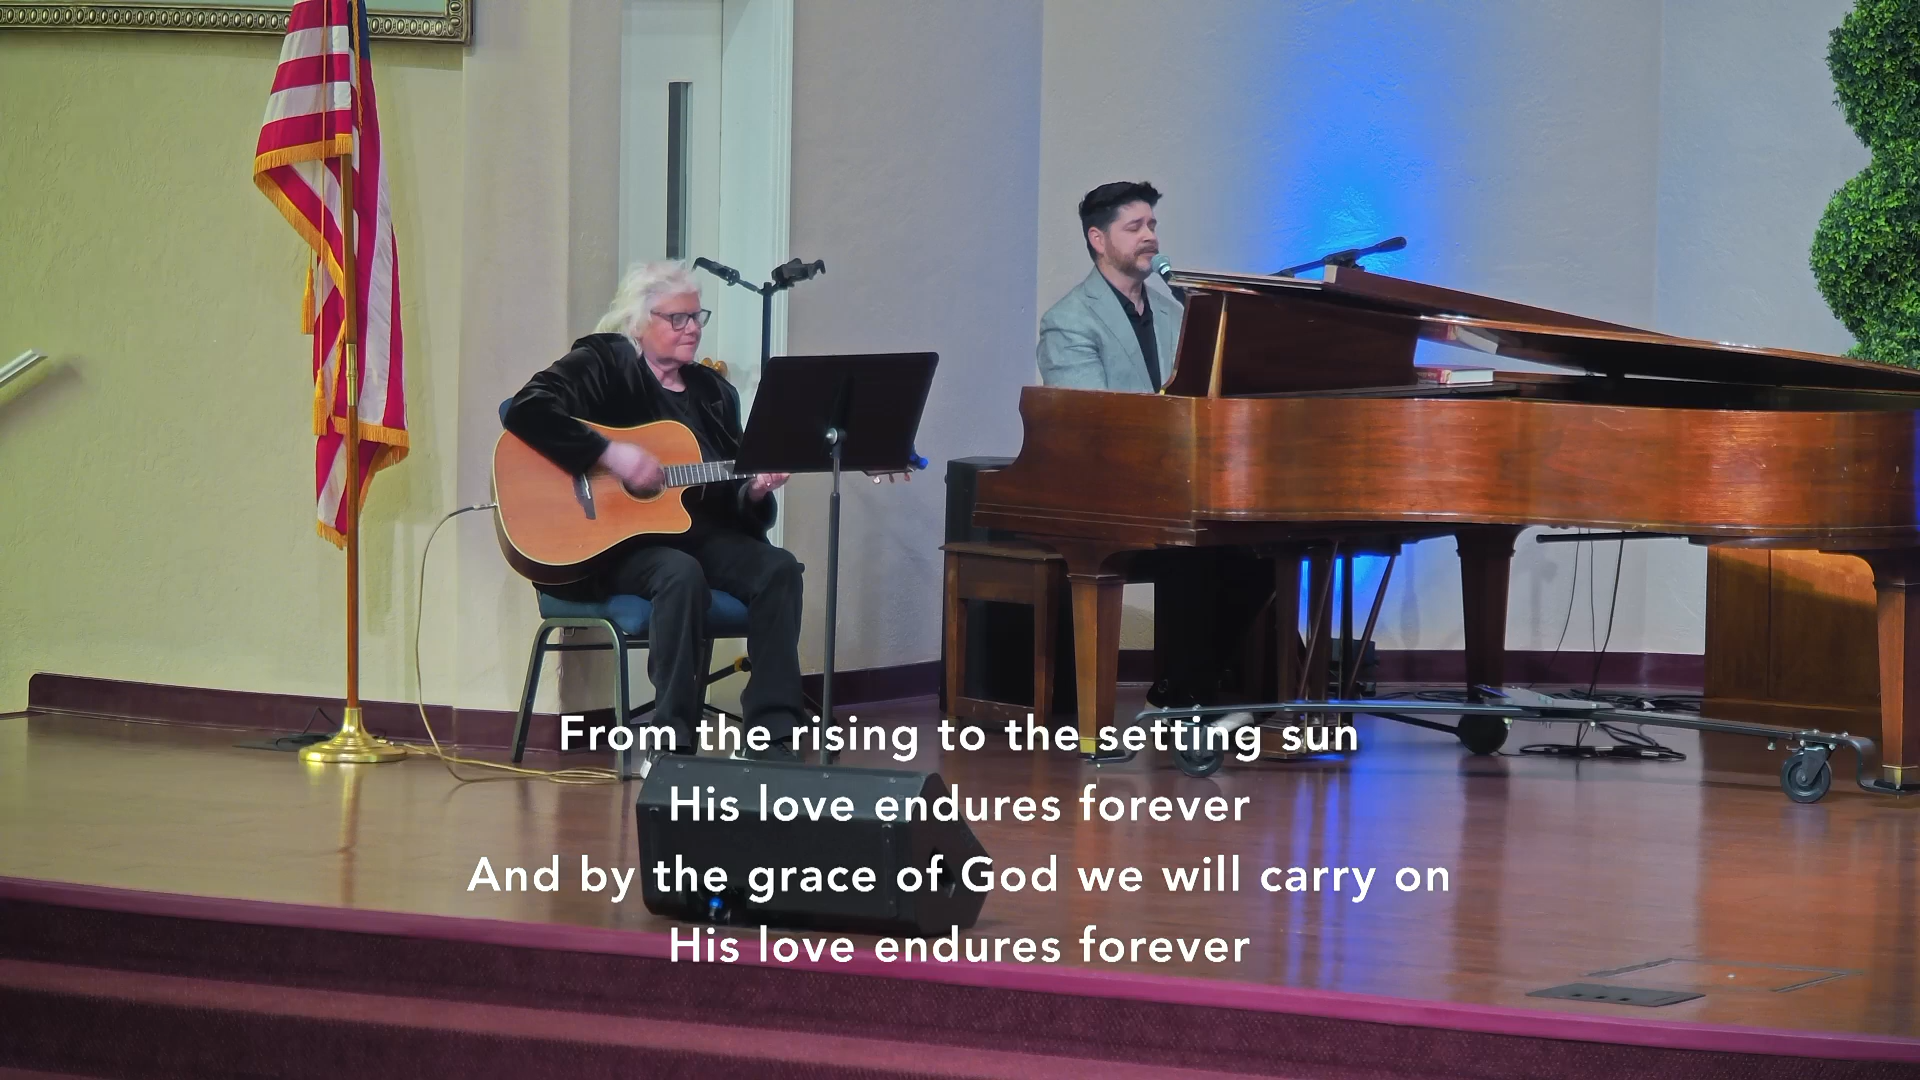 From the rising to the setting sun
His love endures forever
And by the grace of God we will carry on
His love endures forever